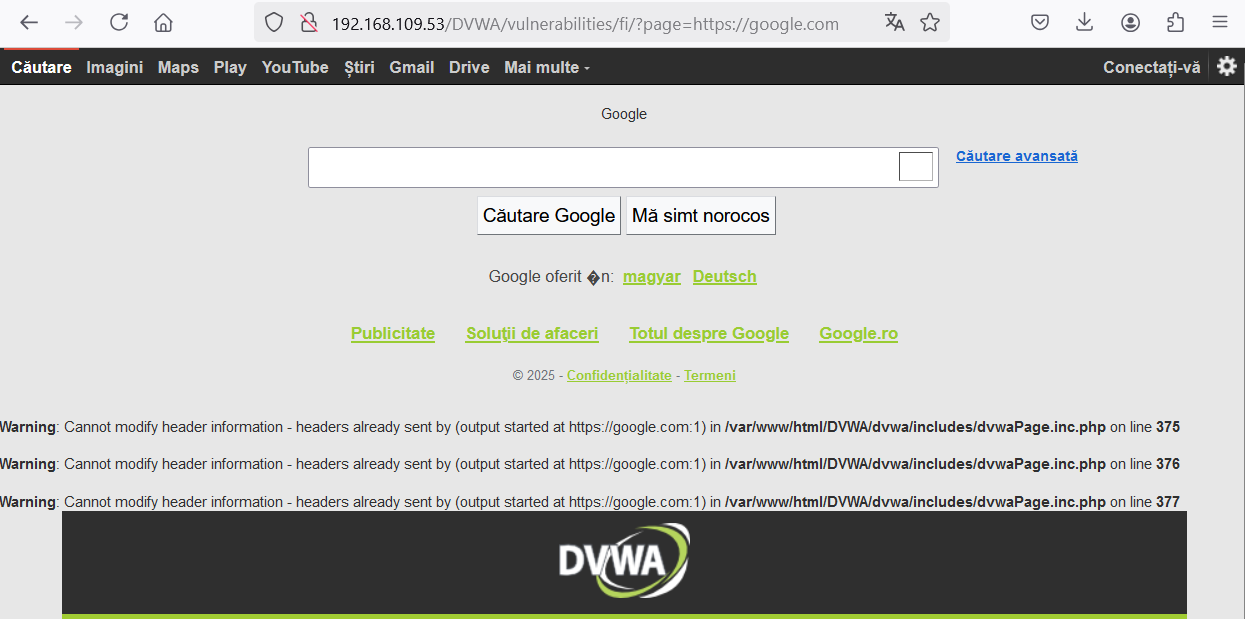 192.168.109.53/DVWA/vulnerabilities/fi/?page=https://google.com
Căutare Imagini Maps Play YouTube Știri Gmail Drive Mai multe Conectați-vă
Google
Căutare avansată
Căutare Google Mă simt norocos
Google oferit �n: magyar Deutsch
Publicitate Soluţii de afaceri Totul despre Google Google.ro
© 2025 - Confidențialitate - Termeni
Warning: Cannot modify header information - headers already sent by (output started at https://google.com:1) in /var/www/html/DVWA/dvwa/includes/dvwaPage.inc.php on line 375
Warning: Cannot modify header information - headers already sent by (output started at https://google.com:1) in /var/www/html/DVWA/dvwa/includes/dvwaPage.inc.php on line 376
Warning: Cannot modify header information - headers already sent by (output started at https://google.com:1) in /var/www/html/DVWA/dvwa/includes/dvwaPage.inc.php on line 377
DVWA